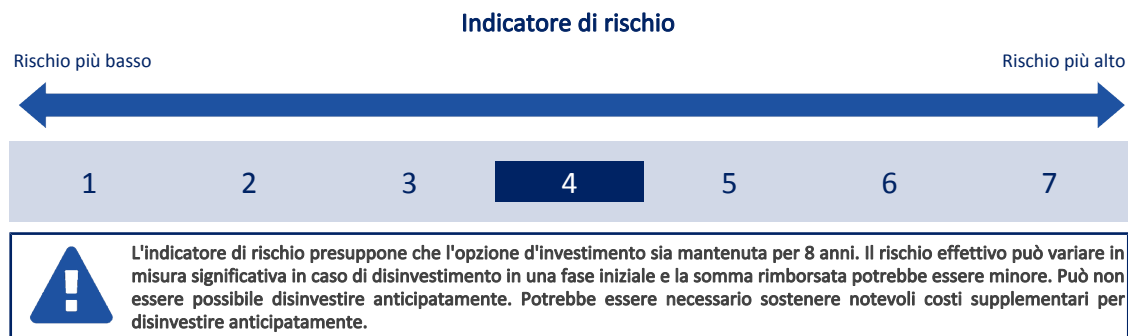 Indicatore di rischio
Rischio più basso
Rischio più alto
1 2 3 4 5 6 7
L'indicatore di rischio presuppone che l'opzione d'investimento sia mantenuta per 8 anni. Il rischio effettivo può variare in
misura significativa in caso di disinvestimento in una fase iniziale e la somma rimborsata potrebbe essere minore. Può non
essere possibile disinvestire anticipatamente. Potrebbe essere necessario sostenere notevoli costi supplementari per
disinvestire anticipatamente.